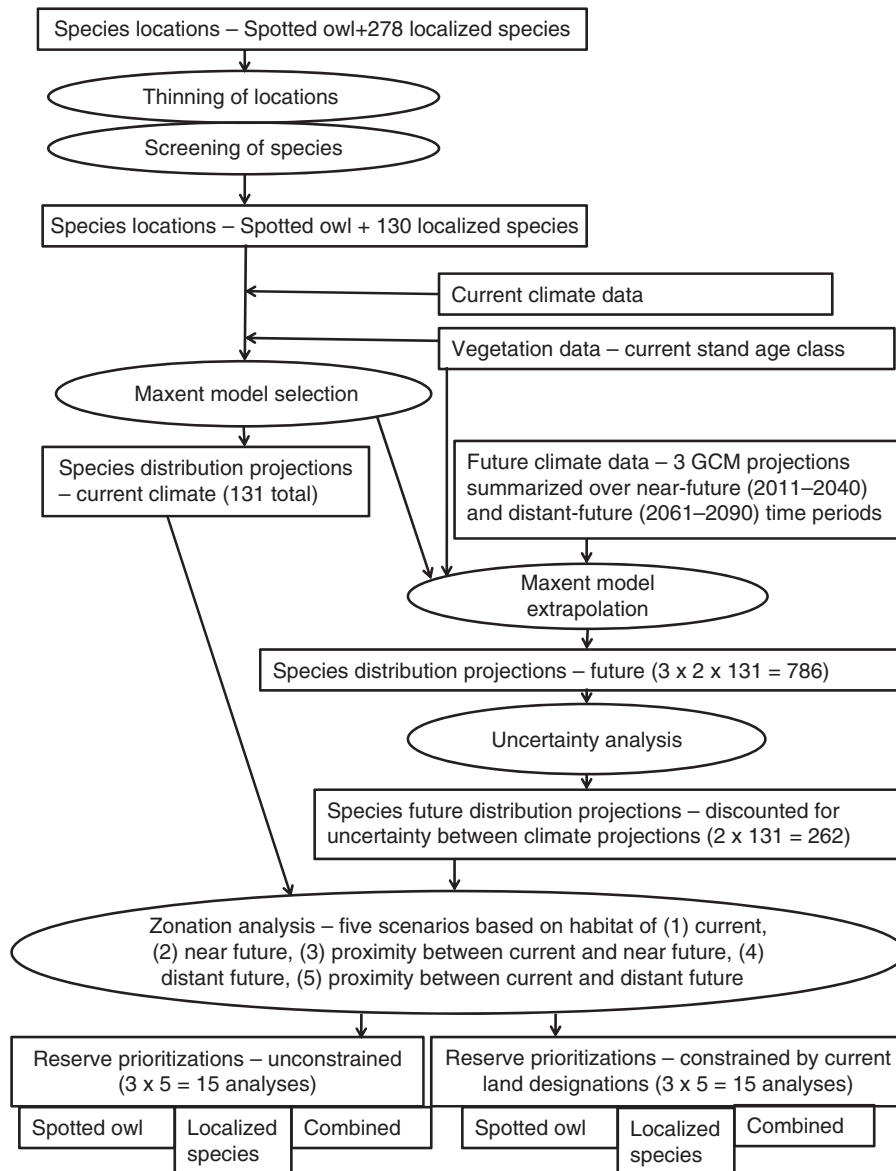 Species locations – Spotted owl+278 localized species
Thinning of locations
Screening of species
Species locations – Spotted owl + 130 localized species
Current climate data
Vegetation data – current stand age class
Maxent model selection
Species distribution projections
– current climate (131 total)
Future climate data – 3 GCM projections
summarized over near-future (2011–2040)
and distant-future (2061–2090) time periods
Maxent model
extrapolation
Species distribution projections – future (3 x 2 x 131 = 786)
Uncertainty analysis
Species future distribution projections – discounted for
uncertainty between climate projections (2 x 131 = 262)
Zonation analysis – five scenarios based on habitat of (1) current,
(2) near future, (3) proximity between current and near future, (4)
distant future, (5) proximity between current and distant future
Reserve prioritizations – unconstrained
(3 x 5 = 15 analyses)
Spotted owl
Localized
species
Combined
Reserve prioritizations – constrained by current
land designations (3 x 5 = 15 analyses)
Spotted owl
Localized
species
Combined